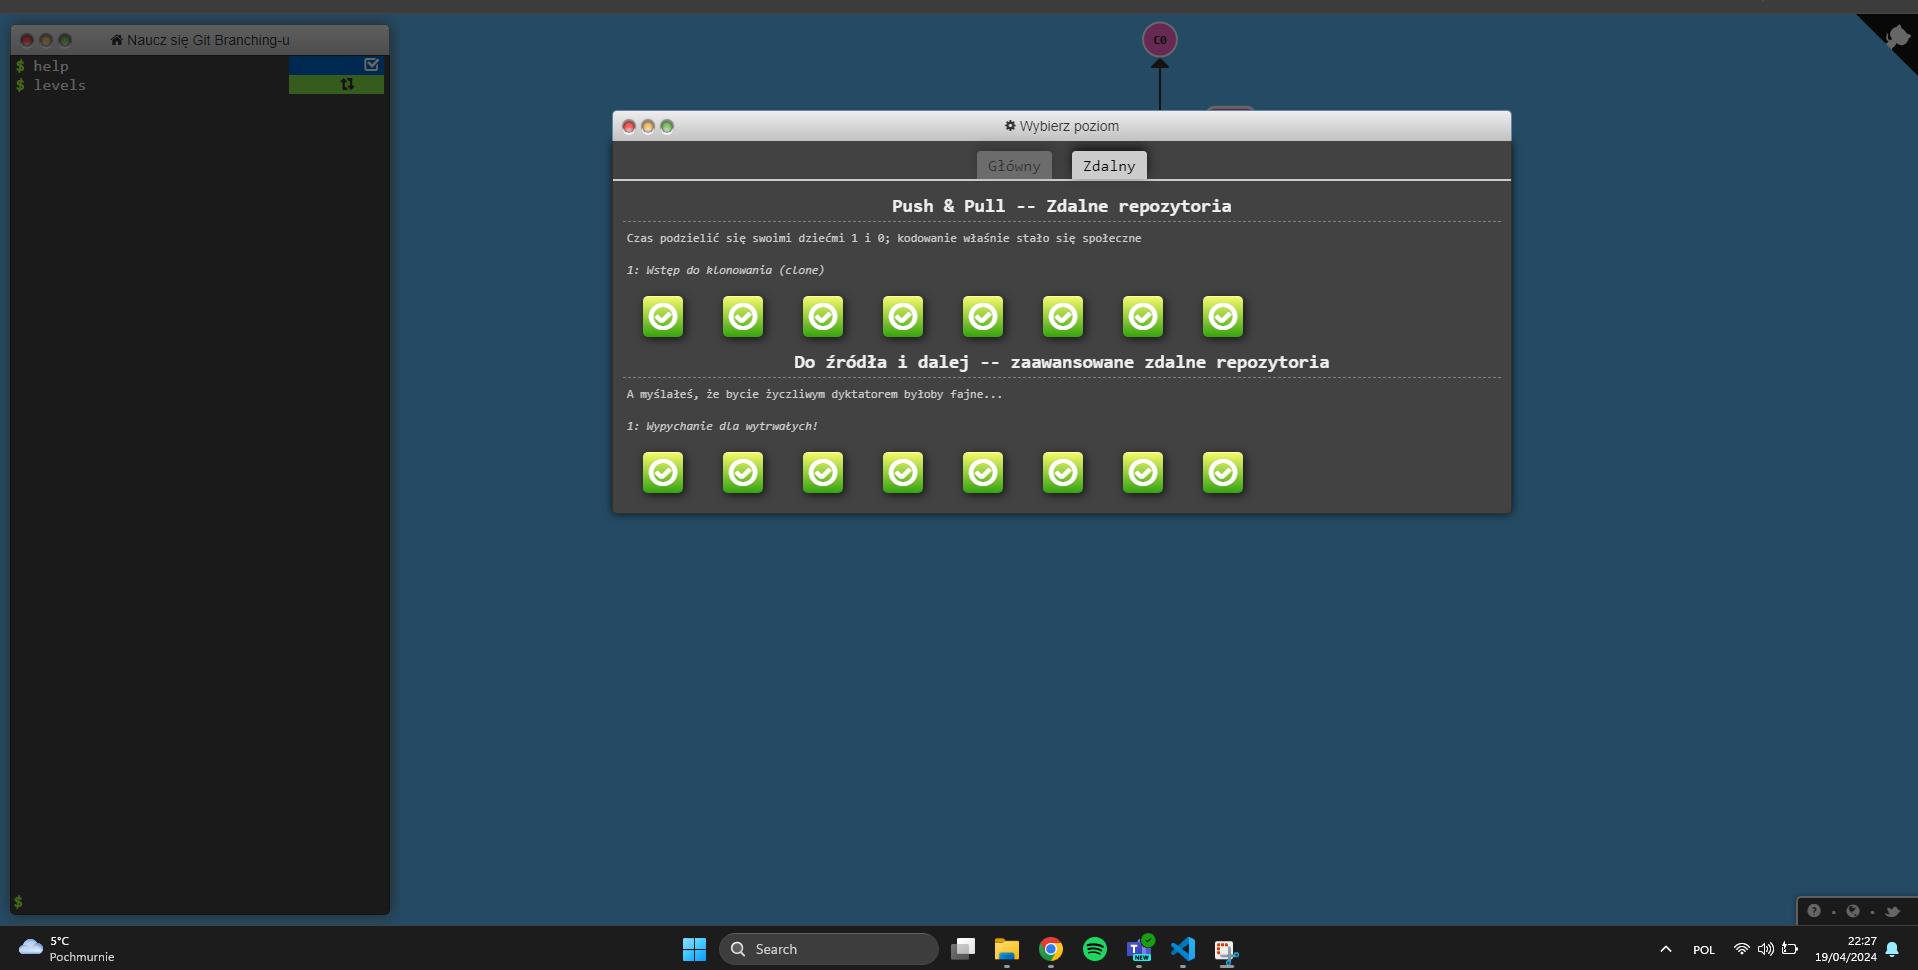 Naucz się Git Branching-u
$ help
$ levels
$
C0
Wybierz poziom
Główny
Zdalny
Push & Pull -- Zdalne repozytoria
Czas podzielić się swoimi dziećmi 1 i 0; kodowanie właśnie stało się społeczne
1: Wstęp do klonowania (clone)
Do źródła i dalej -- zaawansowane zdalne repozytoria
A myślałeś, że bycie życzliwym dyktatorem byłoby fajne...
1: Wypychanie dla wytrwałych!
5°C
Pochmurnie
Search
T
NEW
POL
22:27
19/04/2024